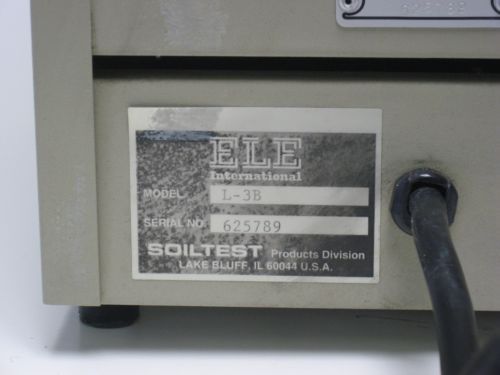 ELE
International
MODEL L-3B
SERIAL NO. 625789
SOILTEST Products Division
LAKE BLUFF, IL 60044 U.S.A.